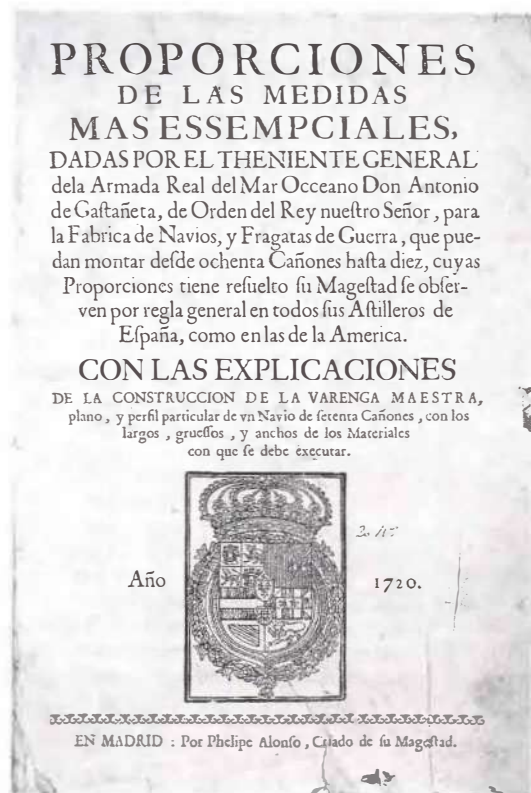 PROPORCIONES
DE LAS MEDIDAS
MAS ESSEMPCIALES,
DADAS POR EL THENIENTE GENERAL
dela Armada Real del Mar Occeano Don Antonio
de Gaſtañeta, de Orden del Rey nueſtro Señor, para
la Fabrica de Navios, y Fragatas de Guerra, que pue-
dan montar deſde ochenta Cañones haſta diez, cuyas
Proporciones tiene reſuelto ſu Mageſtad ſe obſer-
ven por regla general en todos ſus Aſtilleros de
Eſpaña, como en las de la America.
CON LAS EXPLICACIONES
DE LA CONSTRUCCION DE LA VARENGA MAESTRA,
plano, y perfil particular de vn Navio de ſetenta Cañones, con los
largos, grueſſos, y anchos de los Materiales
con que ſe debe executar.
Año 1720.
EN MADRID : Por Phelipe Alonſo, Criado de ſu Mageſtad.